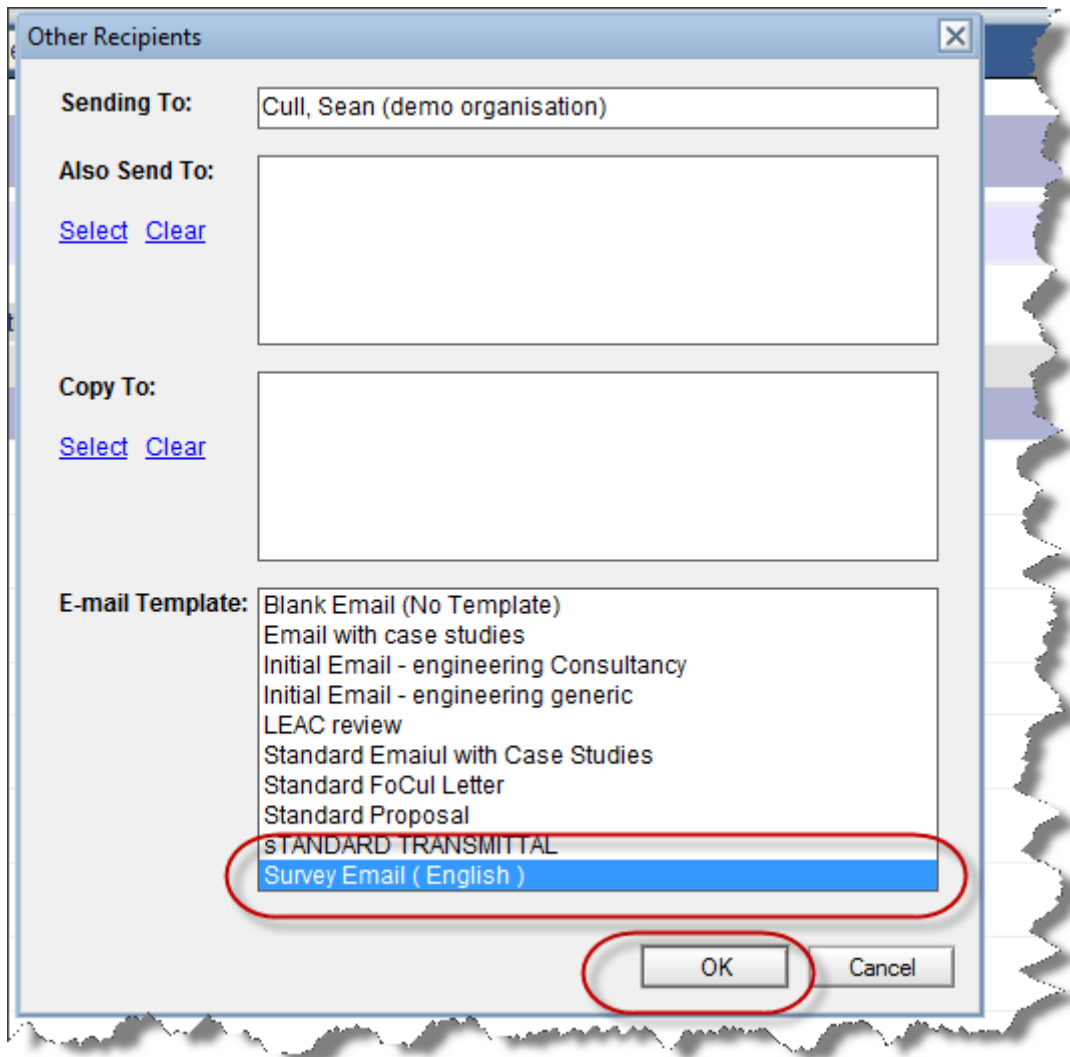 Other Recipients
Sending To: Cull, Sean (demo organisation)
Also Send To:
Select Clear
Copy To:
Select Clear
E-mail Template: Blank Email (No Template)
Email with case studies
Initial Email - engineering Consultancy
Initial Email - engineering generic
LEAC review
Standard Emaiul with Case Studies
Standard FoCul Letter
Standard Proposal
sTANDARD TRANSMITTAL
Survey Email ( English )
OK Cancel